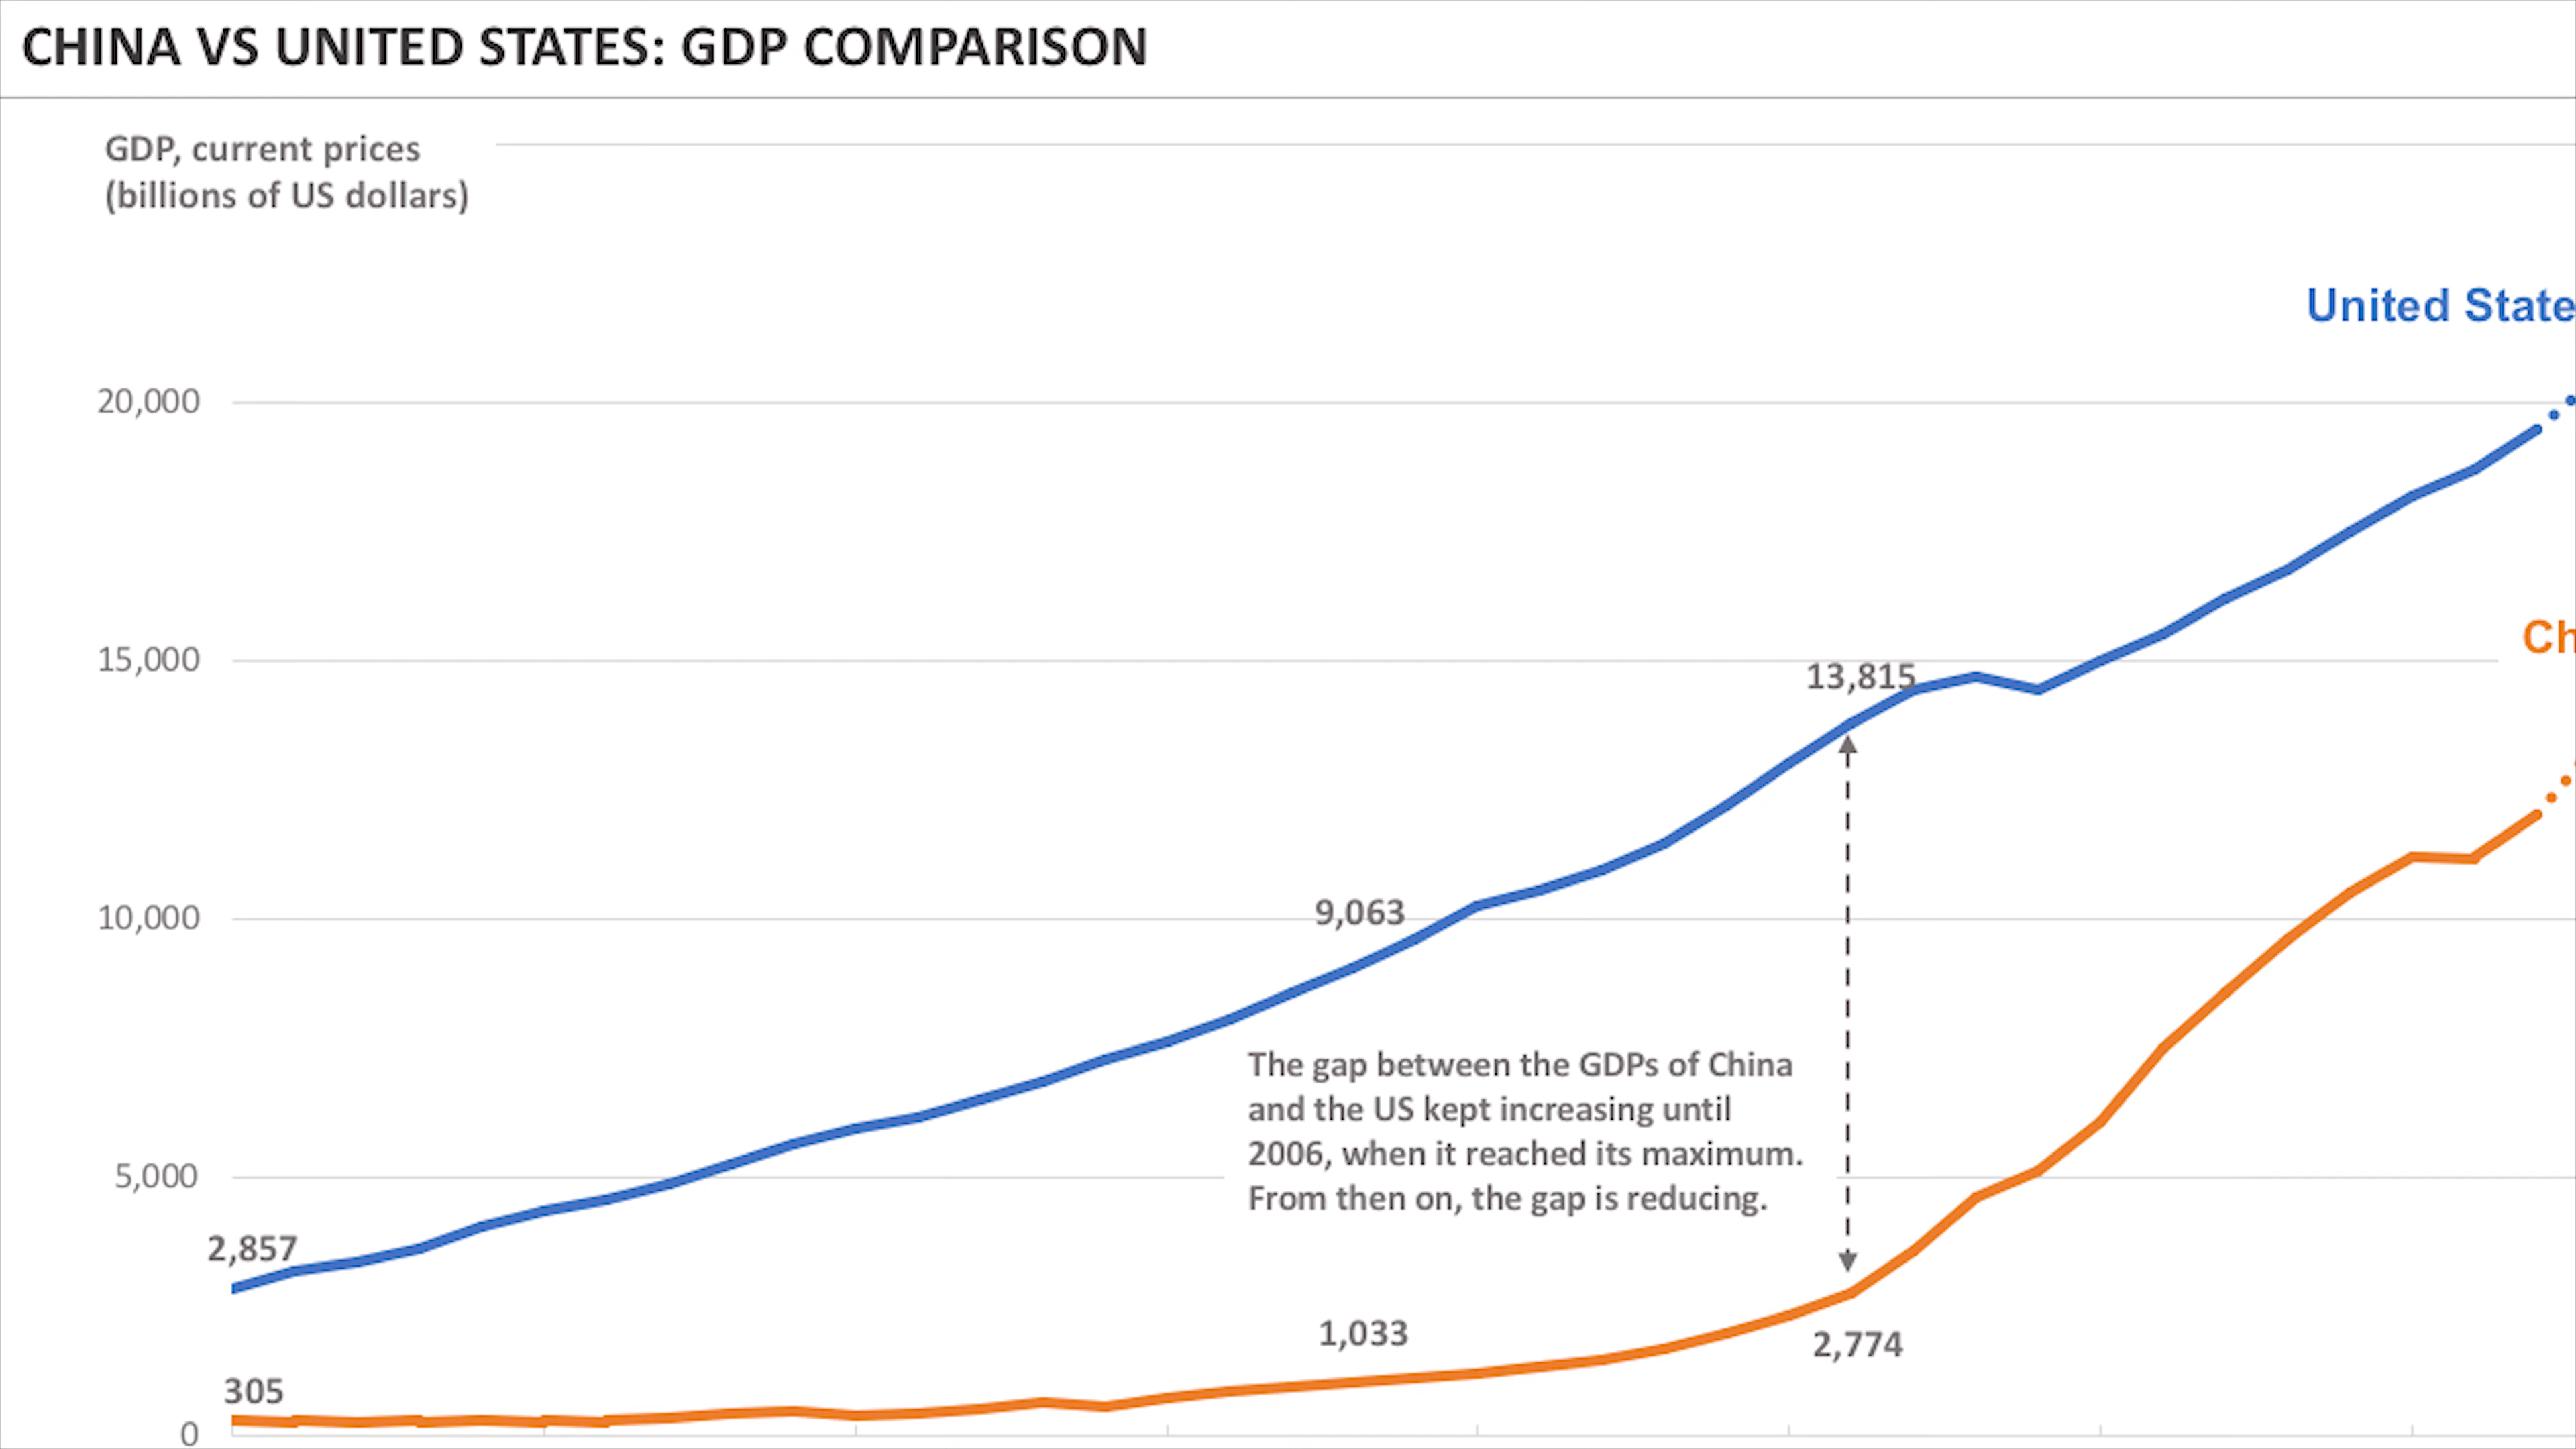 CHINA VS UNITED STATES: GDP COMPARISON
GDP, current prices
(billions of US dollars)
United State
20,000
Ch
15,000
13,815
10,000
9,063
The gap between the GDPs of China
and the US kept increasing until
2006, when it reached its maximum.
From then on, the gap is reducing.
5,000
2,857
1,033
2,774
305
0